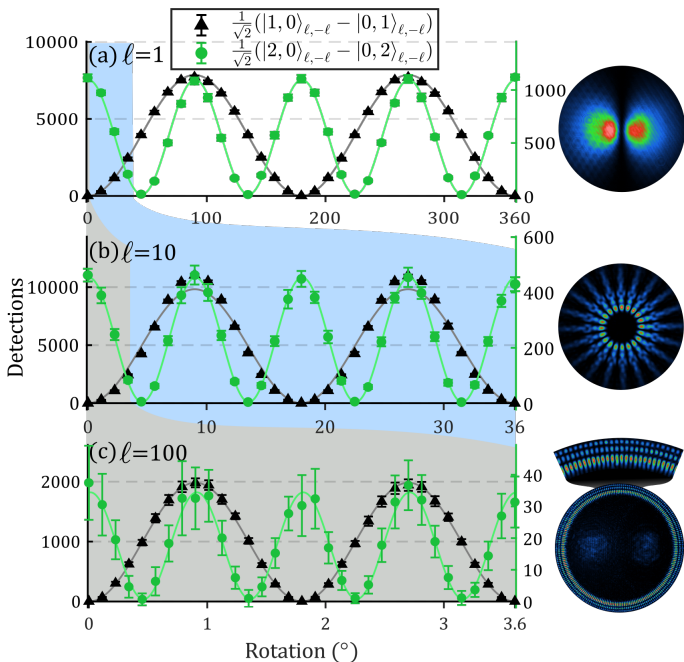 1/√2(|1,0⟩ℓ,−ℓ − |0,1⟩ℓ,−ℓ)
1/√2(|2,0⟩ℓ,−ℓ − |0,2⟩ℓ,−ℓ)
(a) ℓ=1
10000
5000
0
1000
500
0
0 100 200 300 360
(b) ℓ=10
10000
5000
0
600
400
200
0
0 10 20 30 36
(c) ℓ=100
2000
1000
0
40
30
20
10
0
0 1 2 3 3.6
Detections
Rotation (°)